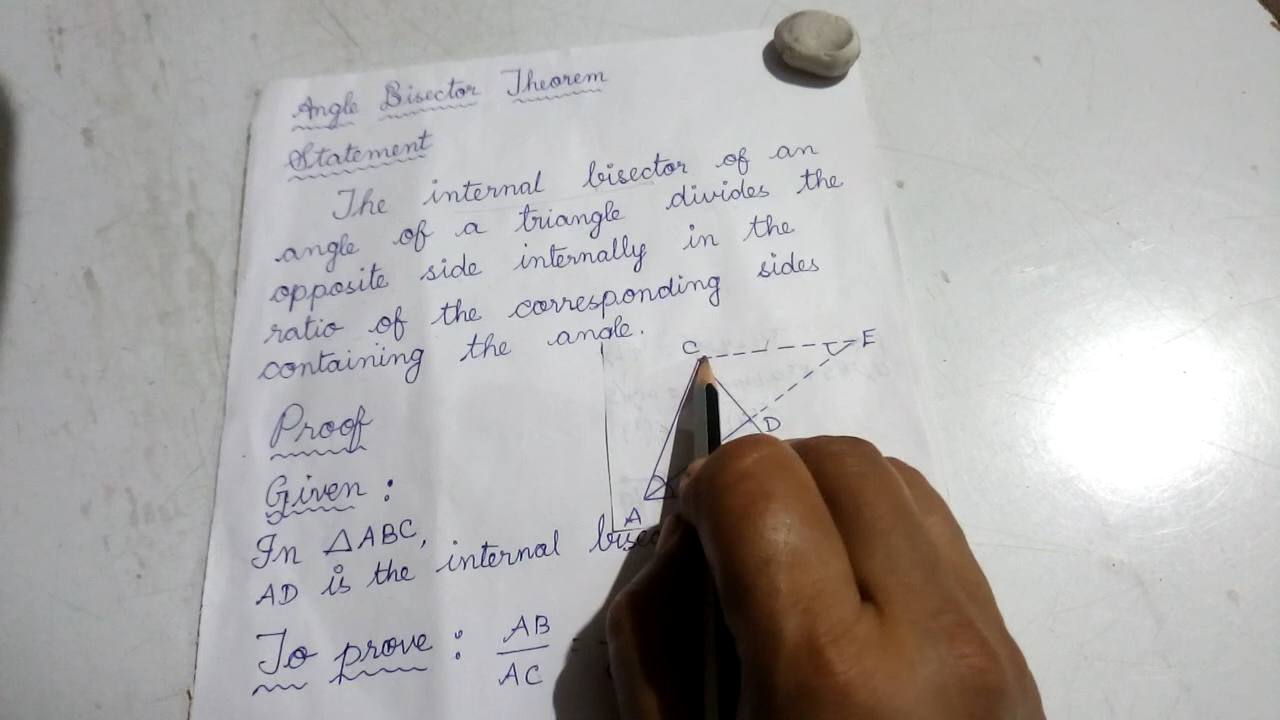 Angle Bisector Theorem
Statement
The internal bisector of an
angle of a triangle divides the
opposite side internally in the
ratio of the corresponding sides
containing the angle.
C E
D
A
Proof
Given :
In △ABC,
AD is the internal
To prove : AB
AC